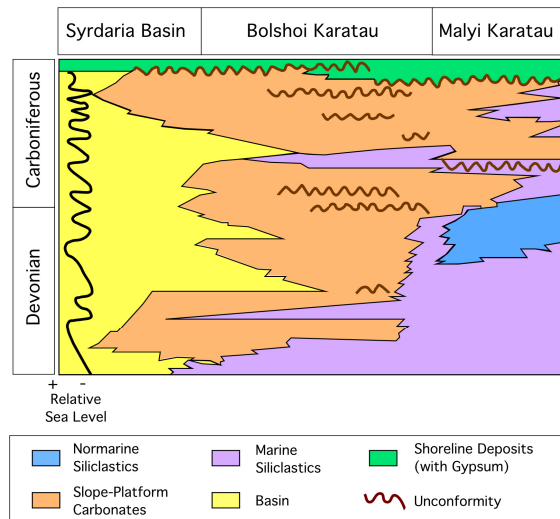 Syrdaria Basin
Bolshoi Karatau
Malyi Karatau
Carboniferous
Devonian
+ -
Relative
Sea Level
Normarine
Siliclastics
Marine
Siliclastics
Shoreline Deposits
(with Gypsum)
Slope-Platform
Carbonates
Basin
Unconformity